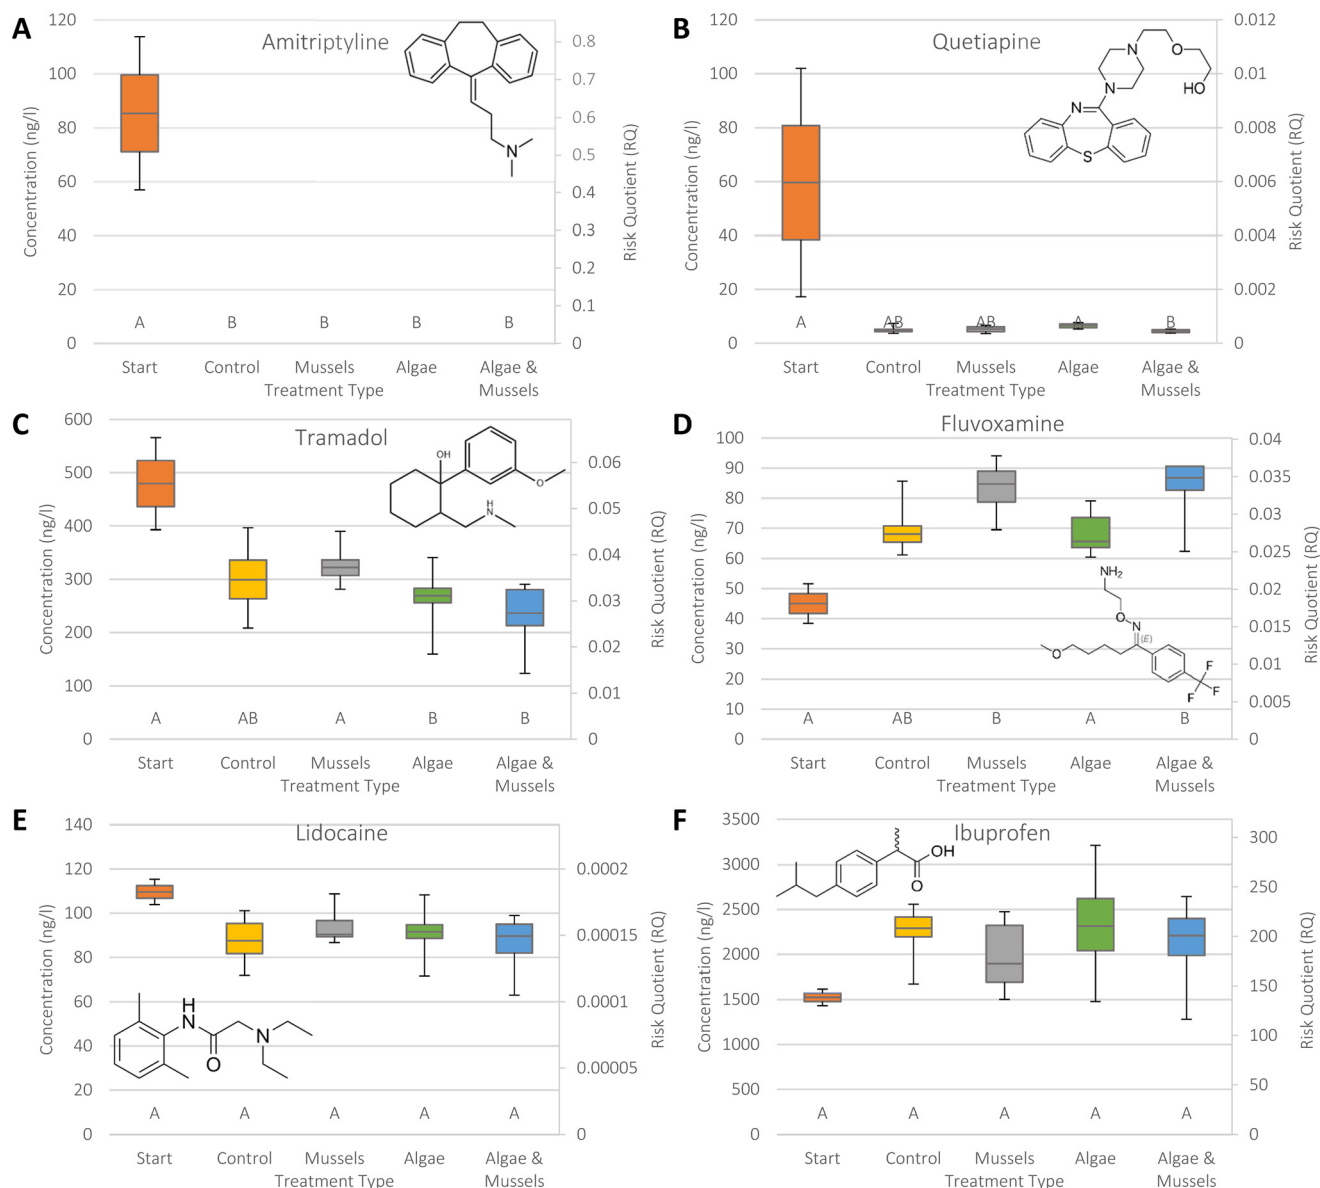 A
Amitriptyline
Concentration (ng/l)
120
100
80
60
40
20
0
0.8
0.7
0.6
0.5
0.4
0.3
0.2
0.1
0
Risk Quotient (RQ)
N
A B B B B
Start Control Mussels Algae Algae &
Treatment Type Mussels
B
Quetiapine
Concentration (ng/L)
120
100
80
60
40
20
0
0.012
0.010
0.008
0.006
0.004
0.002
0
Risk Quotient (RQ)
N
O
HO
N
N
S
A AB AB A B
Start Control Mussels Algae Algae &
Treatment Type Mussels
C
Tramadol
Concentration (ng/L)
600
500
400
300
200
100
0
0.06
0.05
0.04
0.03
0.02
0.01
0
Risk Quotient (RQ)
OH
O
H
N
A AB A B B
Start Control Mussels Algae Algae &
Treatment Type Mussels
D
Fluvoxamine
Concentration (ng/L)
100
90
80
70
60
50
40
30
20
10
0
0.04
0.035
0.03
0.025
0.02
0.015
0.01
0.005
0
Risk Quotient (RQ)
NH2
O
N
(E)
O
F
F
F
A AB B A B
Start Control Mussels Algae Algae &
Treatment Type Mussels
E
Lidocaine
Concentration (ng/L)
140
120
100
80
60
40
20
0
0.0002
0.00015
0.0001
0.00005
0
Risk Quotient (RQ)
H
N
O
N
A A A A A
Start Control Mussels Algae Algae &
Treatment Type Mussels
F
Ibuprofen
Concentration (ng/L)
3500
3000
2500
2000
1500
1000
500
0
300
250
200
150
100
50
0
Risk Quotient (RQ)
OH
O
A A A A A
Start Control Mussels Algae Algae &
Treatment Type Mussels